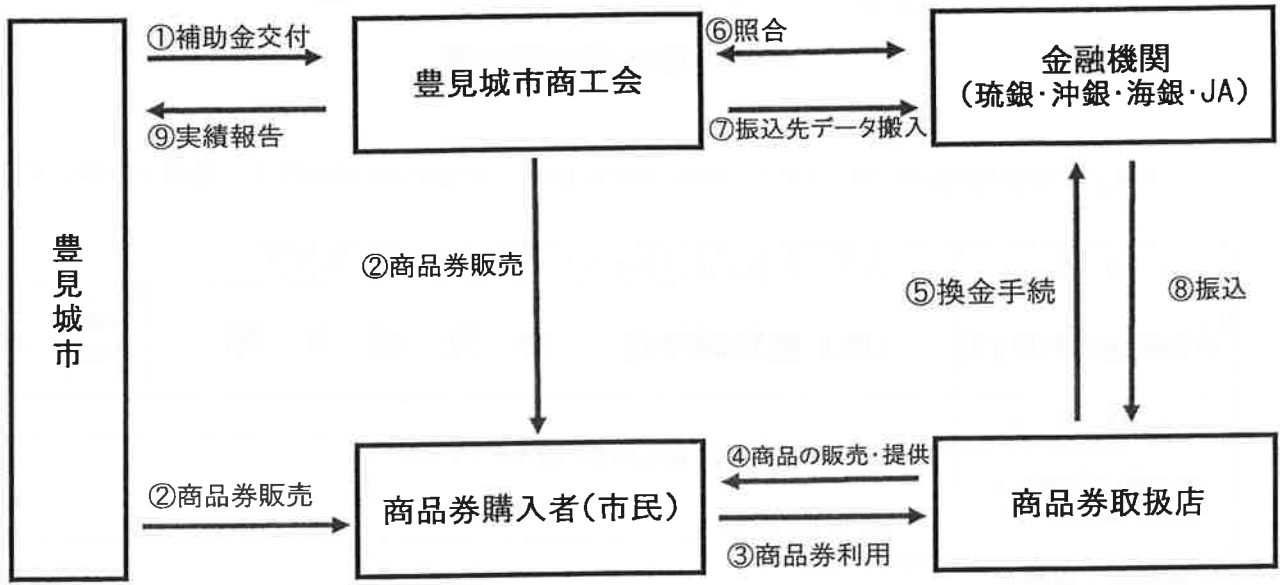 ①補助金交付
⑨実績報告
豊見城市商工会
⑥照合
⑦振込先データ搬入
金融機関
(琉銀・沖銀・海銀・JA)
豊見城市
②商品券販売
⑤換金手続
⑧振込
②商品券販売
商品券購入者(市民)
④商品の販売・提供
③商品券利用
商品券取扱店